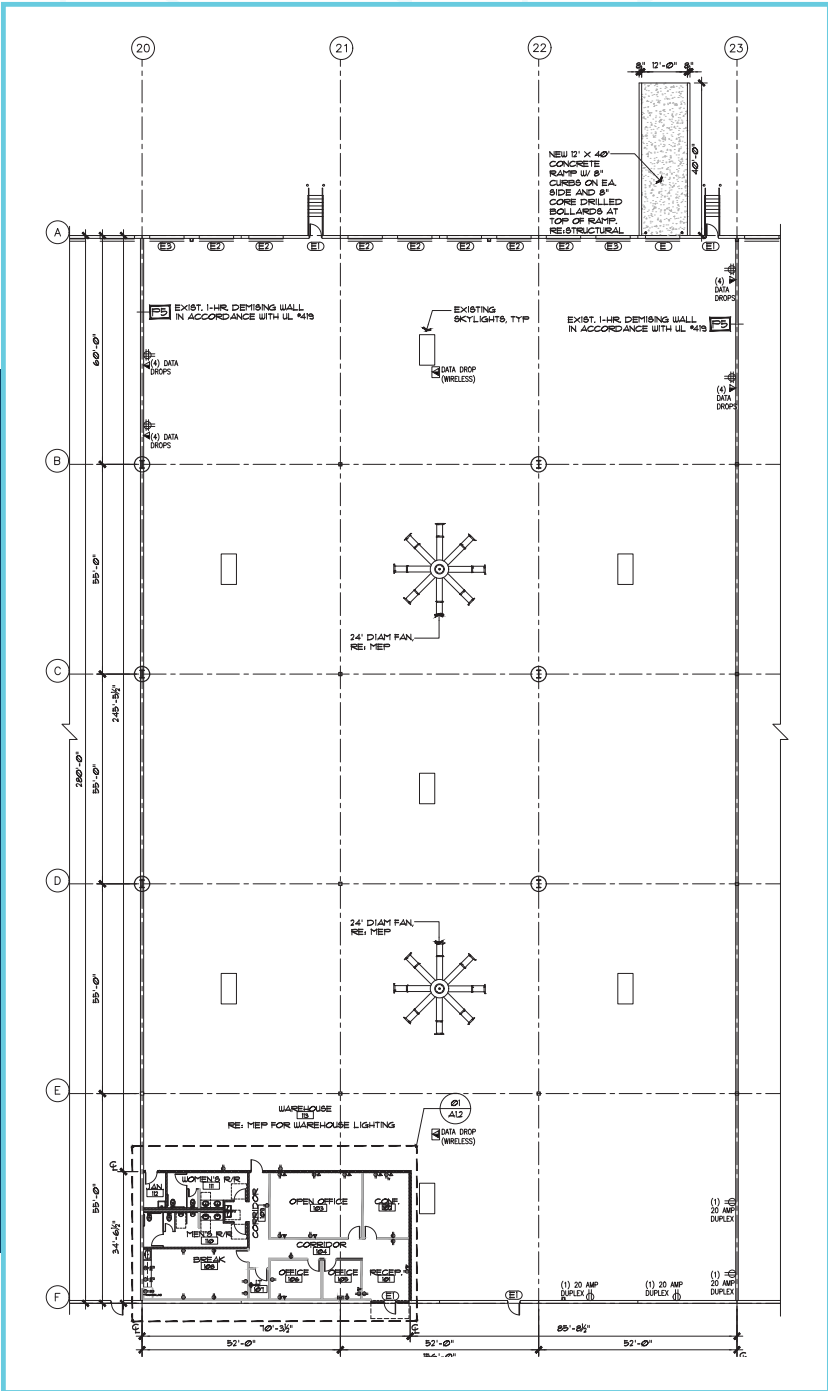 20
21
22
23
8"
12'-0"
8"
40'-0"
NEW 12' X 40'
CONCRETE
RAMP W/ 8"
CURBS ON EA.
SIDE AND 8"
CORE DRILLED
BOLLARDS AT
TOP OF RAMP.
RE:STRUCTURAL
A
E3
E2
E2
E1
E2
E2
E2
E2
E2
E3
E
E1
(4)
DATA
DROPS
P5
EXIST. 1-HR. DEMISING WALL
IN ACCORDANCE WITH UL #419
EXISTING
SKYLIGHTS, TYP
EXIST. 1-HR. DEMISING WALL
IN ACCORDANCE WITH UL #419
P5
60'-0"
(4) DATA
DROPS
DATA DROP
(WIRELESS)
(4)
DATA
DROPS
(4) DATA
DROPS
B
55'-0"
24' DIAM FAN,
RE: MEP
C
245'-5½"
280'-0"
55'-0"
D
24' DIAM FAN,
RE: MEP
55'-0"
E
WAREHOUSE
113
RE: MEP FOR WAREHOUSE LIGHTING
01
A1.2
DATA DROP
(WIRELESS)
55'-0"
34'-6½"
JAN
112
WOMEN'S R/R
111
MEN'S R/R
110
BREAK
108
CORRIDOR
OPEN OFFICE
103
CONF.
102
CORRIDOR
104
OFFICE
106
OFFICE
105
RECEP.
101
107
E1
E1
(1)
20 AMP
DUPLEX
(1)
20 AMP
DUPLEX
(1) 20 AMP
DUPLEX
(1) 20 AMP
DUPLEX
F
70'-3½"
85'-8½"
52'-0"
52'-0"
52'-0"
156'-0"